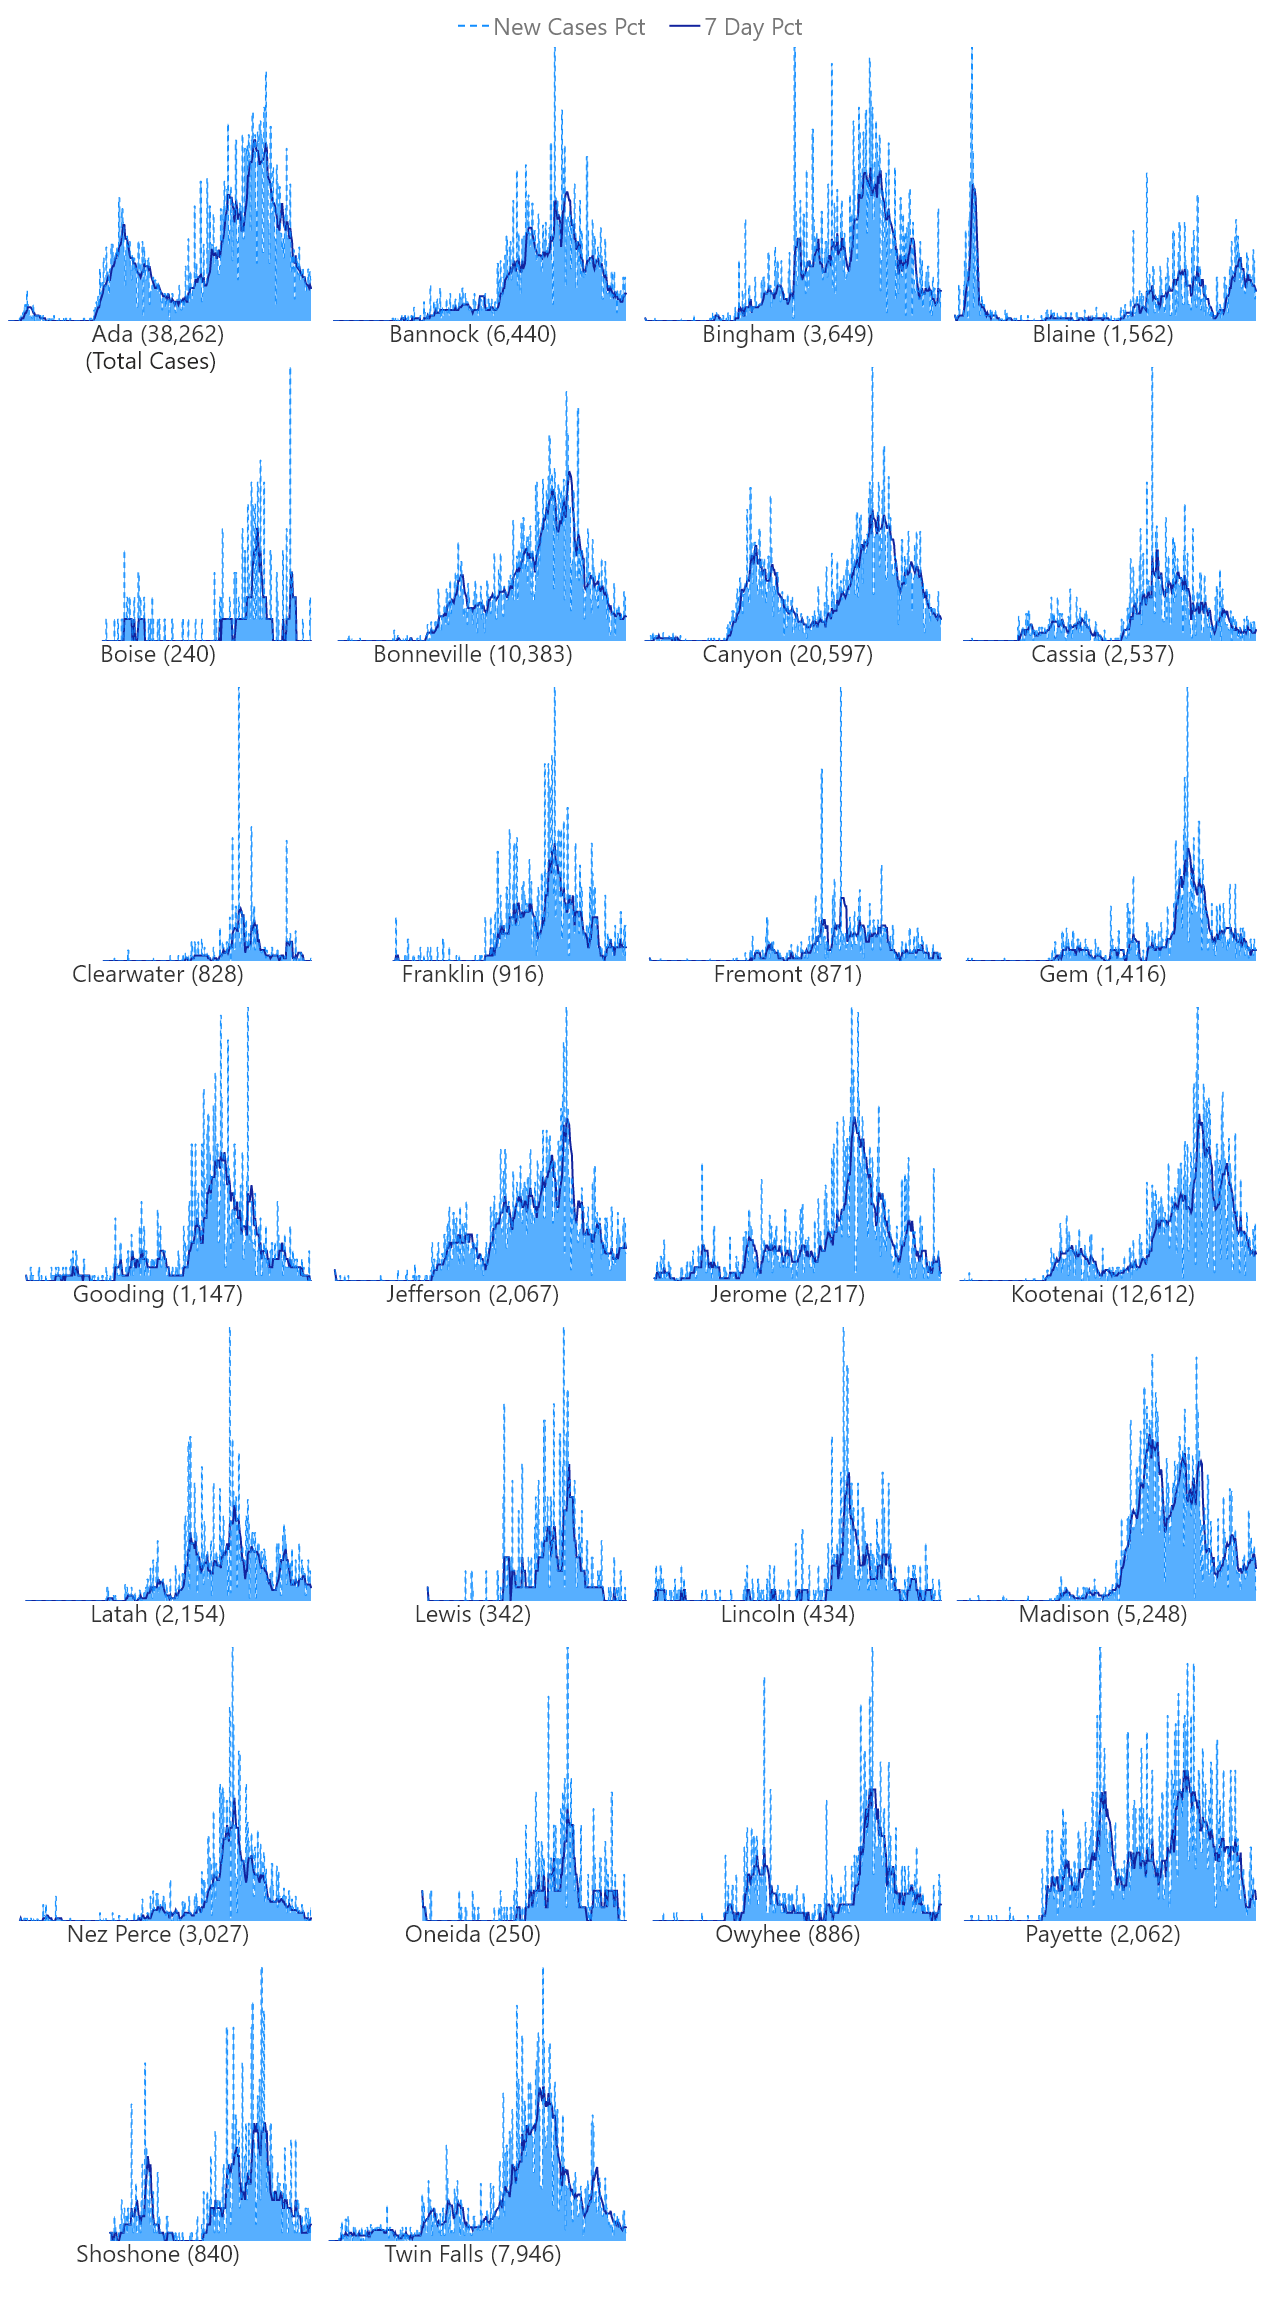 New Cases Pct 7 Day Pct
Ada (38,262)
(Total Cases)
Bannock (6,440)
Bingham (3,649)
Blaine (1,562)
Boise (240)
Bonneville (10,383)
Canyon (20,597)
Cassia (2,537)
Clearwater (828)
Franklin (916)
Fremont (871)
Gem (1,416)
Gooding (1,147)
Jefferson (2,067)
Jerome (2,217)
Kootenai (12,612)
Latah (2,154)
Lewis (342)
Lincoln (434)
Madison (5,248)
Nez Perce (3,027)
Oneida (250)
Owyhee (886)
Payette (2,062)
Shoshone (840)
Twin Falls (7,946)